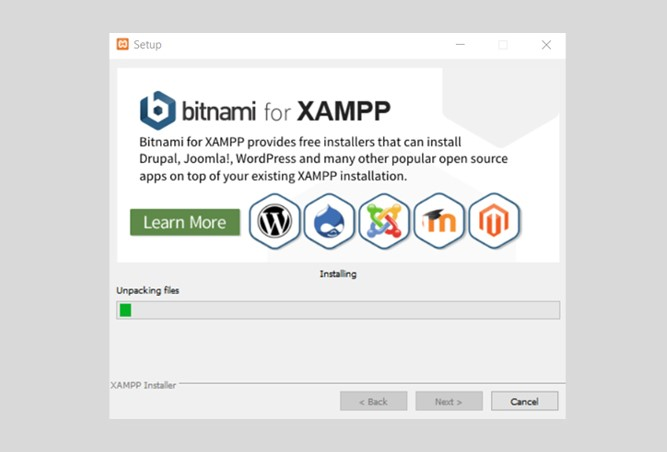 Setup
bitnami for XAMPP
Bitnami for XAMPP provides free installers that can install
Drupal, Joomla!, WordPress and many other popular open source
apps on top of your existing XAMPP installation.
Learn More
Installing
Unpacking files
XAMPP Installer
< Back
Next >
Cancel